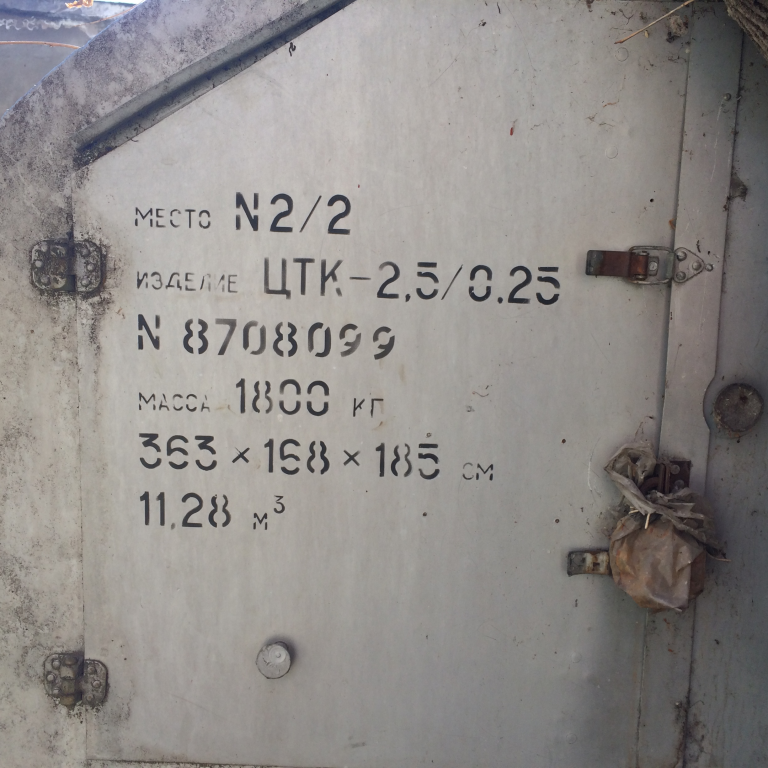 МЕСТО N2/2
ИЗДЕЛИЕ ЦТК-2,5/0.25
N 8708099
МАССА 1800 КГ
363×168×185 СМ
11,28 М³